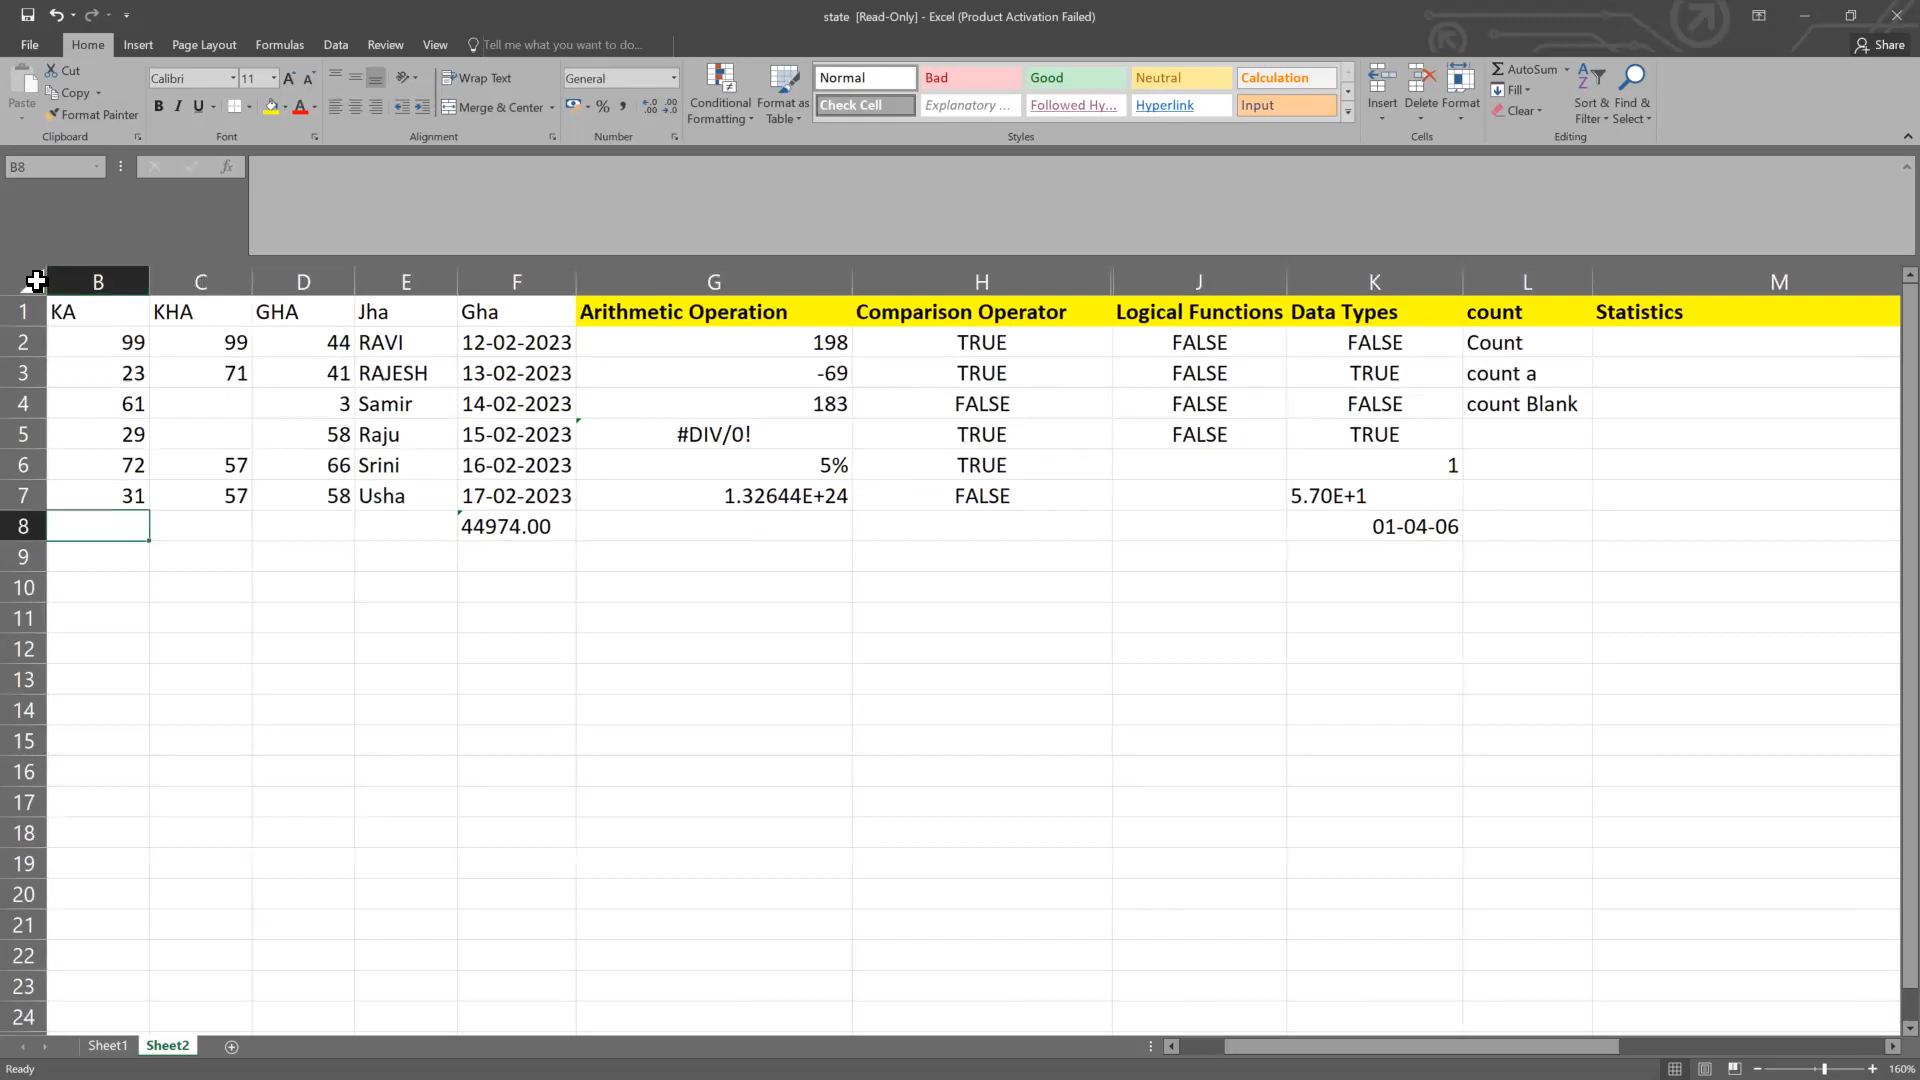 state [Read-Only] - Excel (Product Activation Failed)
File Home Insert Page Layout Formulas Data Review View Tell me what you want to do... Share
Paste
Cut
Copy
Format Painter
Clipboard
Calibri 11
B I U
Font
Wrap Text
Merge & Center
Alignment
General
Number
Conditional Formatting
Format as Table
Normal Bad Good Neutral Calculation
Check Cell Explanatory ... Followed Hy... Hyperlink Input
Styles
Insert Delete Format
Cells
AutoSum
Fill
Clear
Sort & Filter
Find & Select
Editing
B8 fx
B C D E F G H J K L M
1 KA KHA GHA Jha Gha Arithmetic Operation Comparison Operator Logical Functions Data Types count Statistics
2 99 99 44 RAVI 12-02-2023 198 TRUE FALSE FALSE Count
3 23 71 41 RAJESH 13-02-2023 -69 TRUE FALSE TRUE count a
4 61 3 Samir 14-02-2023 183 FALSE FALSE FALSE count Blank
5 29 58 Raju 15-02-2023 #DIV/0! TRUE FALSE TRUE
6 72 57 66 Srini 16-02-2023 5% TRUE 1
7 31 57 58 Usha 17-02-2023 1.32644E+24 FALSE 5.70E+1
8 44974.00 01-04-06
9
10
11
12
13
14
15
16
17
18
19
20
21
22
23
24
Sheet1 Sheet2
Ready 160%